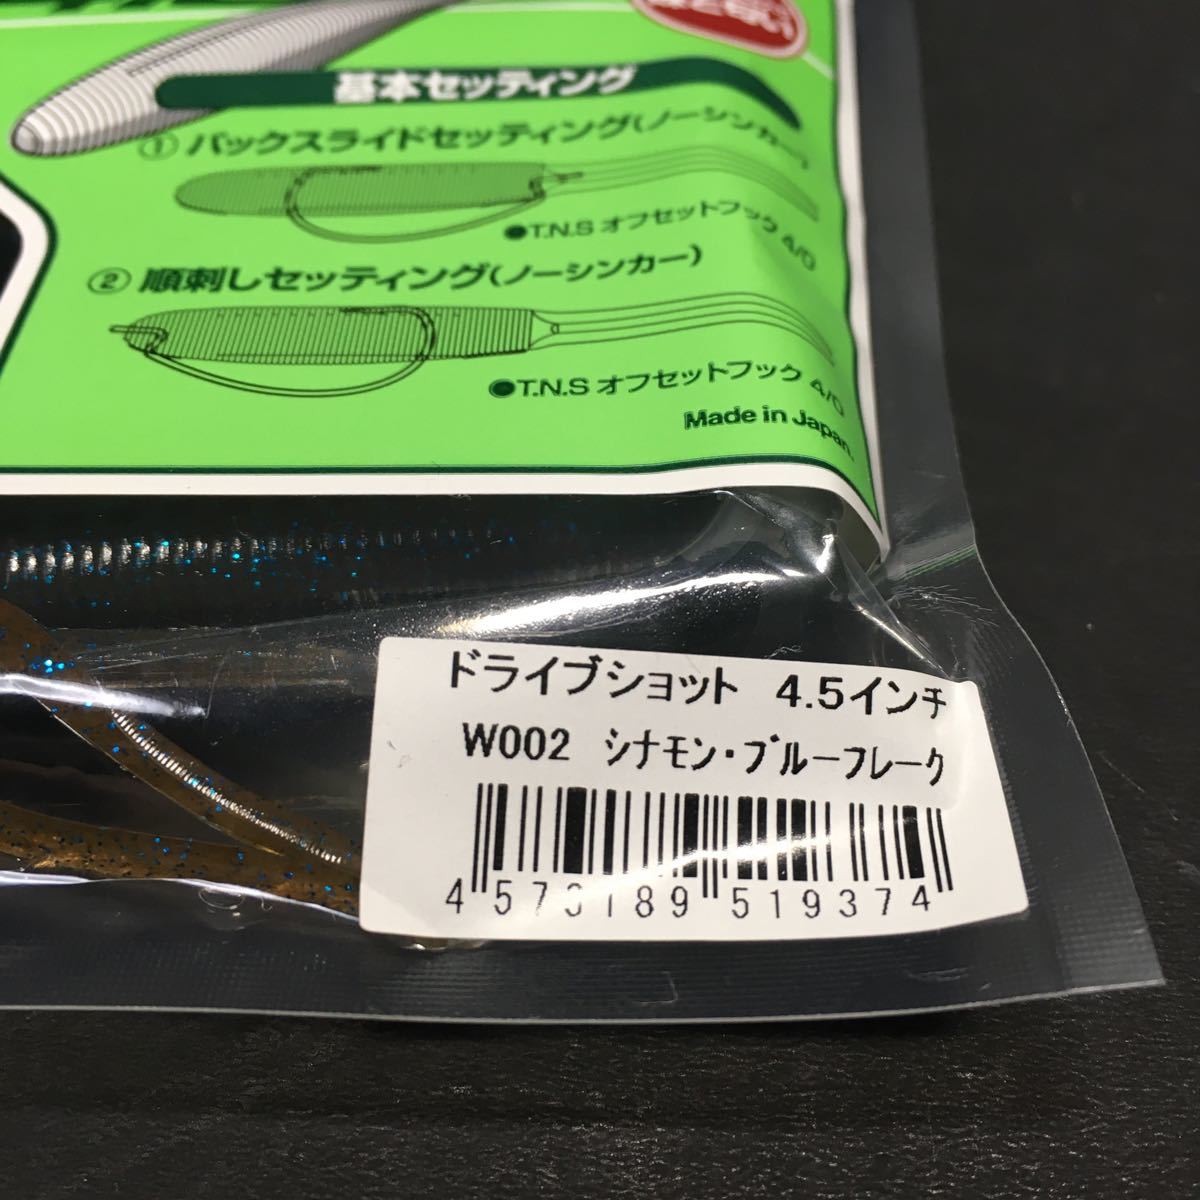 基本セッティング
① バックスライドセッティング(ノーシンカー)
●T.N.S オフセットフック 4/0
② 順刺しセッティング(ノーシンカー)
●T.N.S オフセットフック 4/0
Made in Japan.
ドライブショット 4.5インチ
W002 シナモン・ブルーフレーク
4 573189 519374